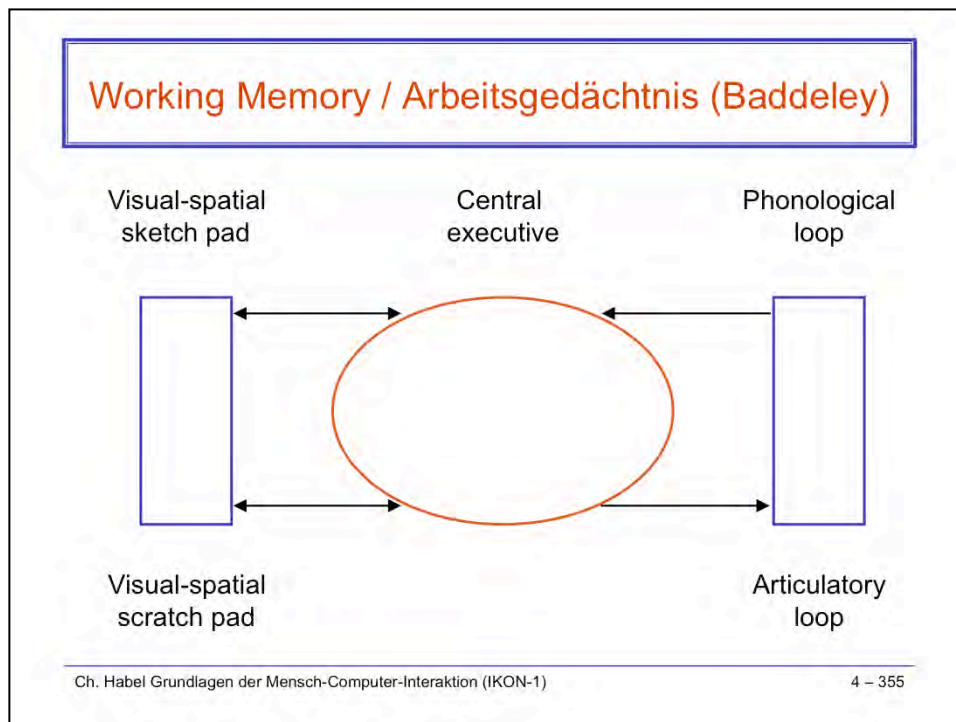 Working Memory / Arbeitsgedächtnis (Baddeley)
Visual-spatial
sketch pad
Central
executive
Phonological
loop
Visual-spatial
scratch pad
Articulatory
loop
Ch. Habel Grundlagen der Mensch-Computer-Interaktion (IKON-1)
4 – 355